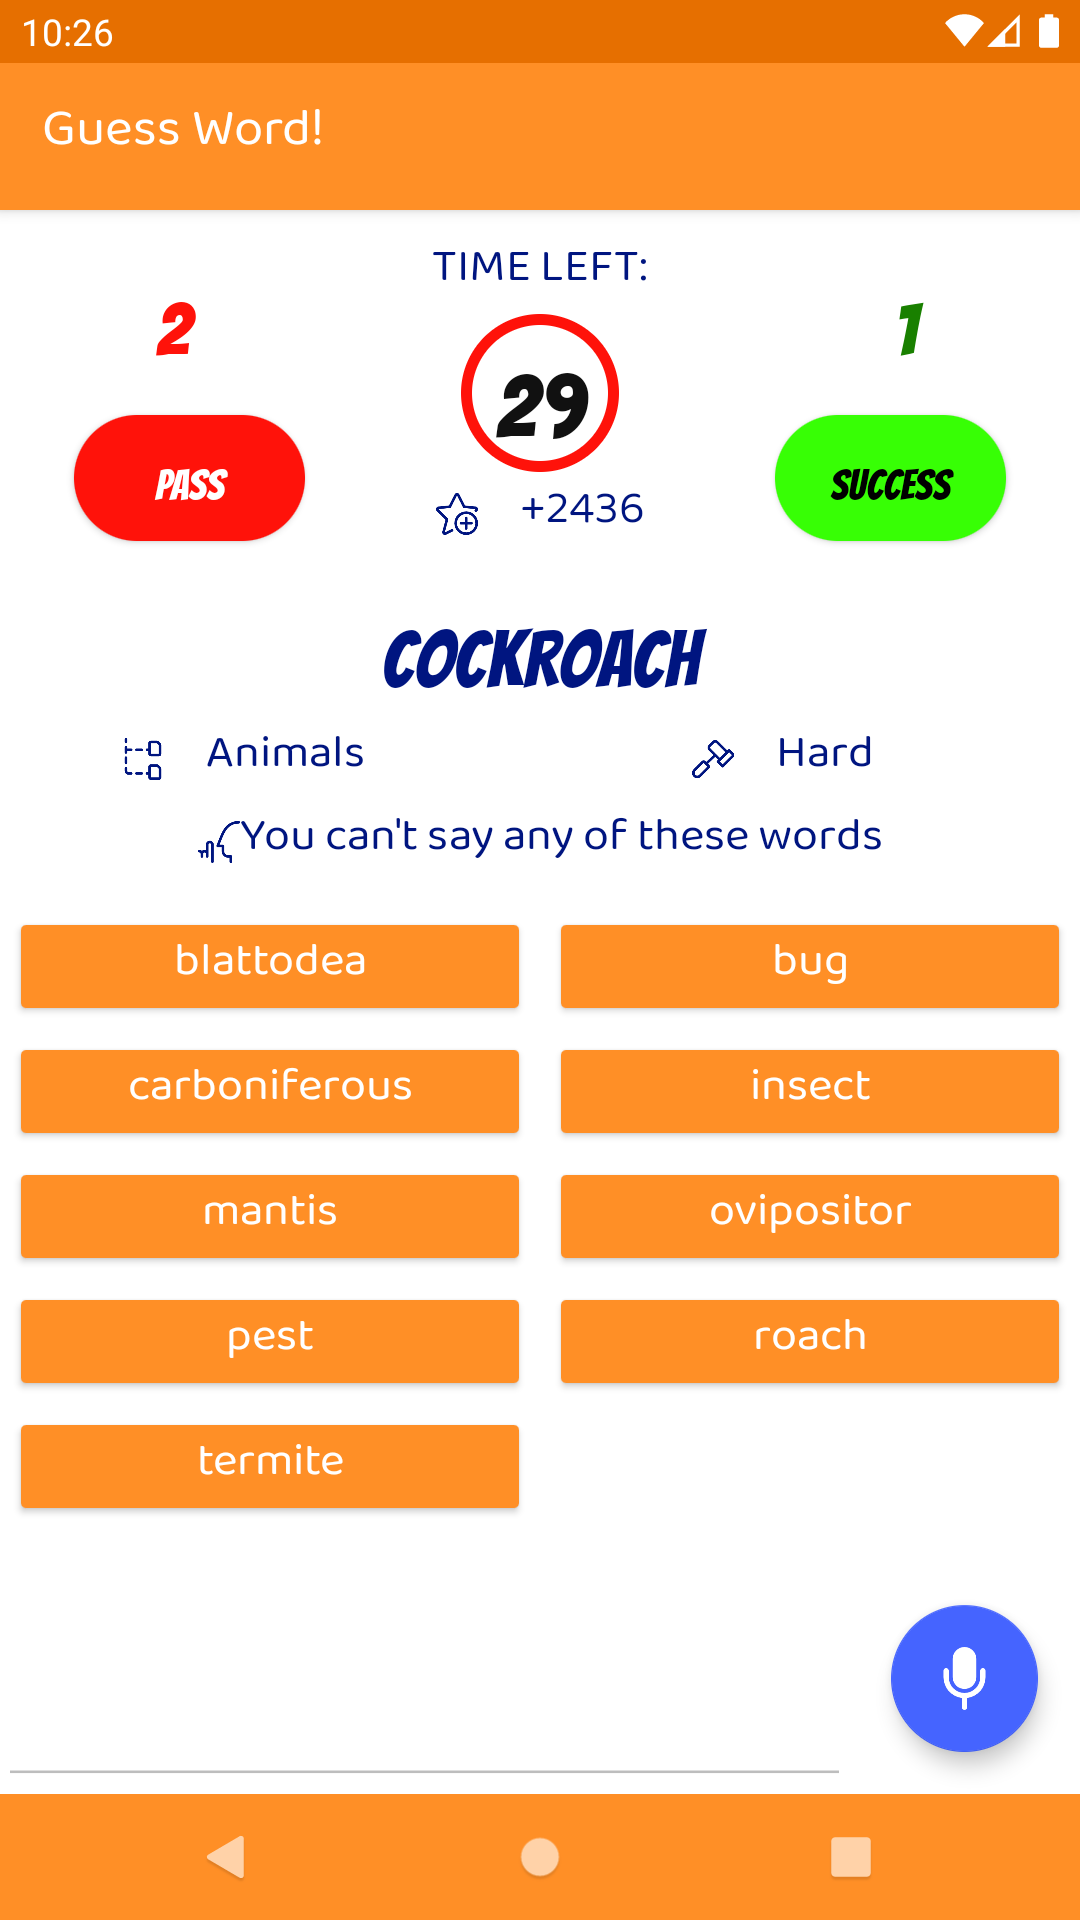 10:26
Guess Word!
TIME LEFT:
2
1
29
PASS
SUCCESS
+2436
COCKROACH
Animals
Hard
You can't say any of these words
blattodea
bug
carboniferous
insect
mantis
ovipositor
pest
roach
termite